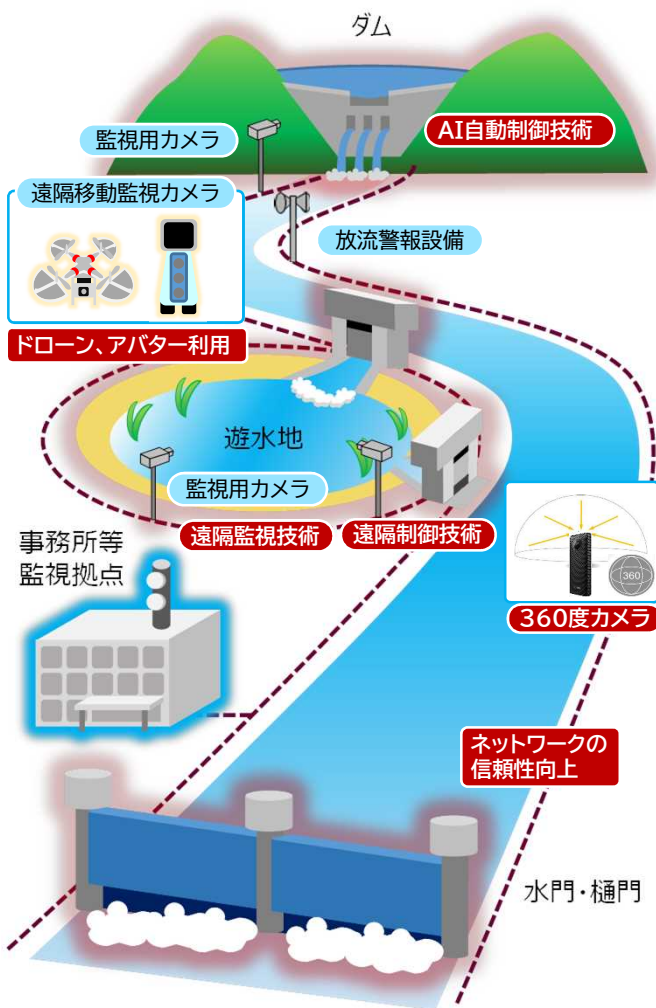 ダム
AI自動制御技術
監視用カメラ
遠隔移動監視カメラ
放流警報設備
ドローン、アバター利用
遊水地
監視用カメラ
遠隔監視技術
遠隔制御技術
事務所等
監視拠点
360
360度カメラ
ネットワークの
信頼性向上
水門・樋門